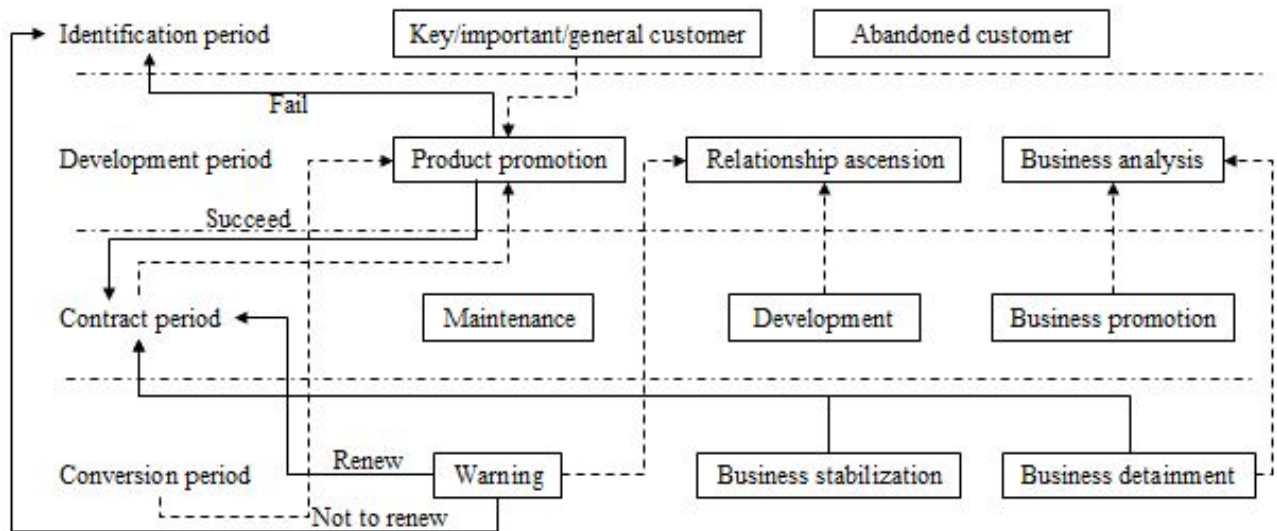 Identification period
Key/important/general customer
Abandoned customer
Fail
Development period
Product promotion
Relationship ascension
Business analysis
Succeed
Contract period
Maintenance
Development
Business promotion
Renew
Conversion period
Warning
Business stabilization
Business detainment
Not to renew